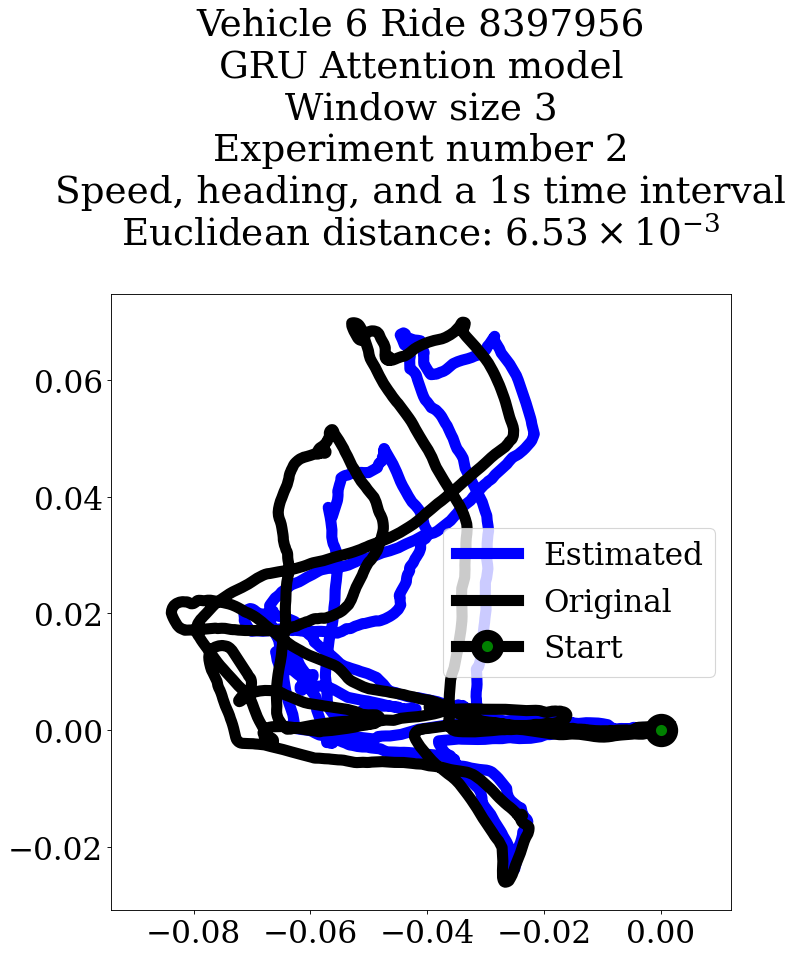 Vehicle 6 Ride 8397956
GRU Attention model
Window size 3
Experiment number 2
Speed, heading, and a 1s time interval
Euclidean distance: 6.53 × 10⁻³
0.06
0.04
0.02
0.00
−0.02
Estimated
Original
Start
−0.08 −0.06 −0.04 −0.02 0.00